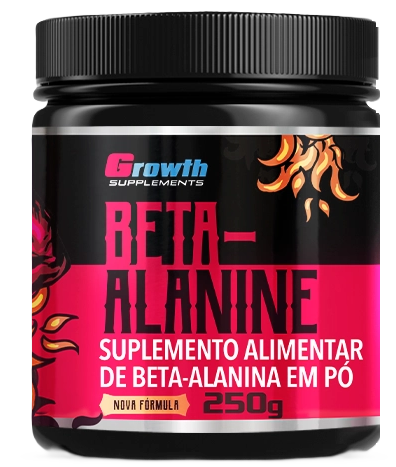 Growth
SUPPLEMENTS
BETA-
ALANINE
SUPLEMENTO ALIMENTAR
DE BETA-ALANINA EM PÓ
NOVA FÓRMULA
250g